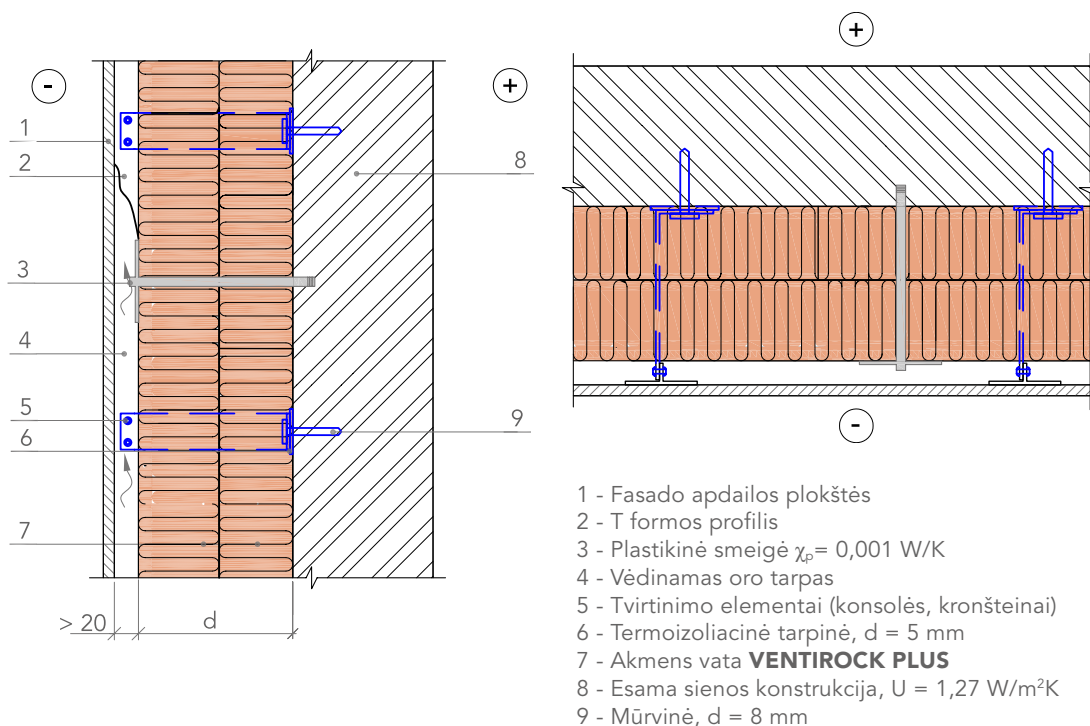 -
+
1
2
3
4
5
6
7
8
9
> 20
d
+
-
1 - Fasado apdailos plokštės
2 - T formos profilis
3 - Plastikinė smeigė χₚ= 0,001 W/K
4 - Vėdinamas oro tarpas
5 - Tvirtinimo elementai (konsolės, kronšteinai)
6 - Termoizoliacinė tarpinė, d = 5 mm
7 - Akmens vata VENTIROCK PLUS
8 - Esama sienos konstrukcija, U = 1,27 W/m²K
9 - Mūrvinė, d = 8 mm